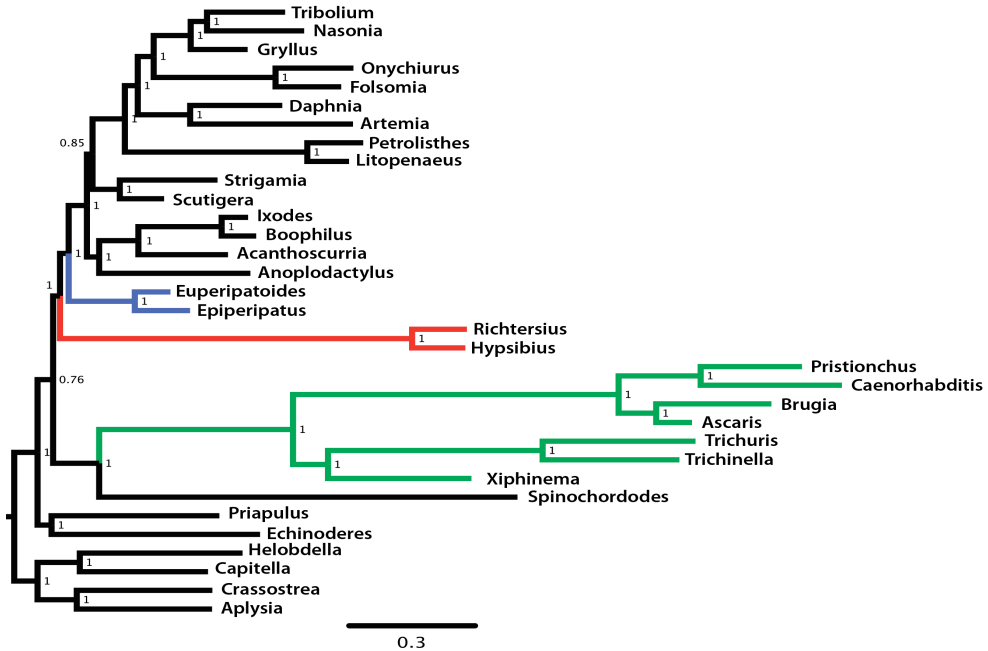 Tribolium
1
Nasonia
1
Gryllus
1
Onychiurus
1
1
Folsomia
Daphnia
1
1
Artemia
0.85
Petrolisthes
1
Litopenaeus
Strigamia
1
Scutigera
1
Ixodes
1
Boophilus
1
Acanthoscurria
1
1
Anoplodactylus
1
Euperipatoides
1
Epiperipatus
Richtersius
1
Hypsibius
Pristionchus
1
0.76
Caenorhabditis
1
Brugia
1
Ascaris
1
Trichuris
1
1
1
1
Trichinella
Xiphinema
Spinochordodes
Priapulus
1
Echinoderes
Helobdella
1
Capitella
1
Crassostrea
1
Aplysia
0.3